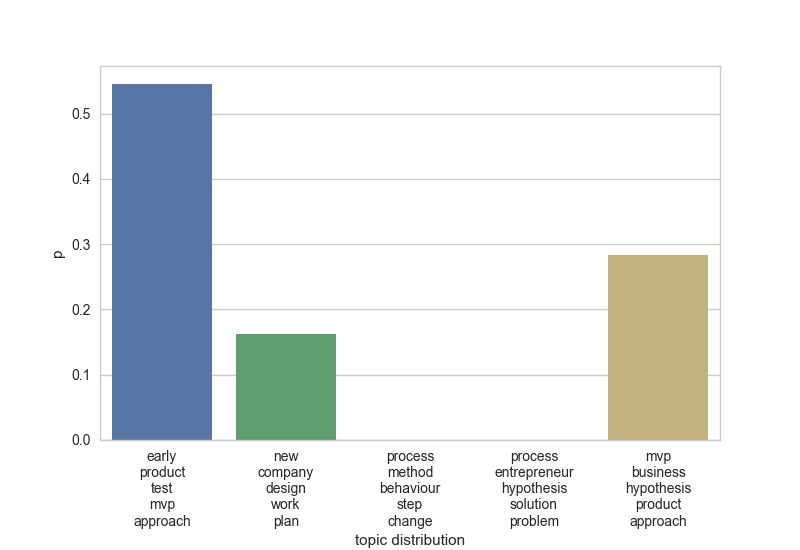 0.5
0.4
0.3
0.2
0.1
0.0
p
early
product
test
mvp
approach
new
company
design
work
plan
process
method
behaviour
step
change
process
entrepreneur
hypothesis
solution
problem
mvp
business
hypothesis
product
approach
topic distribution